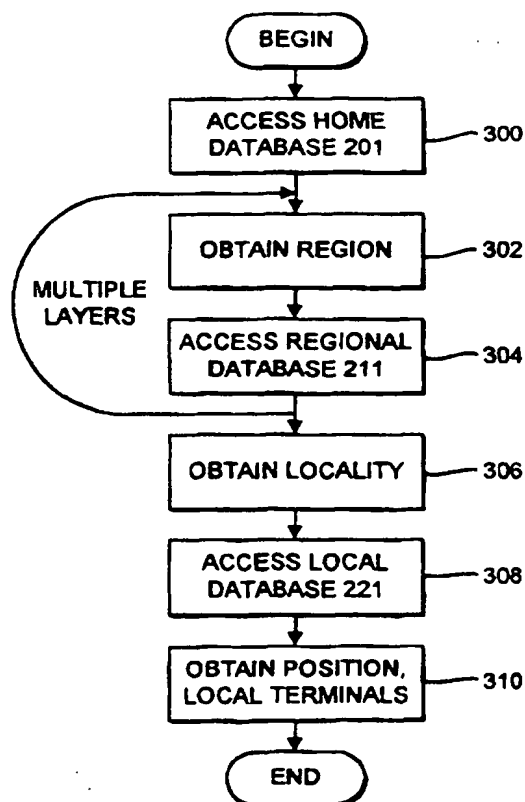 BEGIN
ACCESS HOME
DATABASE 201
300
OBTAIN REGION
302
MULTIPLE
LAYERS
ACCESS REGIONAL
DATABASE 211
304
OBTAIN LOCALITY
306
ACCESS LOCAL
DATABASE 221
308
OBTAIN POSITION,
LOCAL TERMINALS
310
END